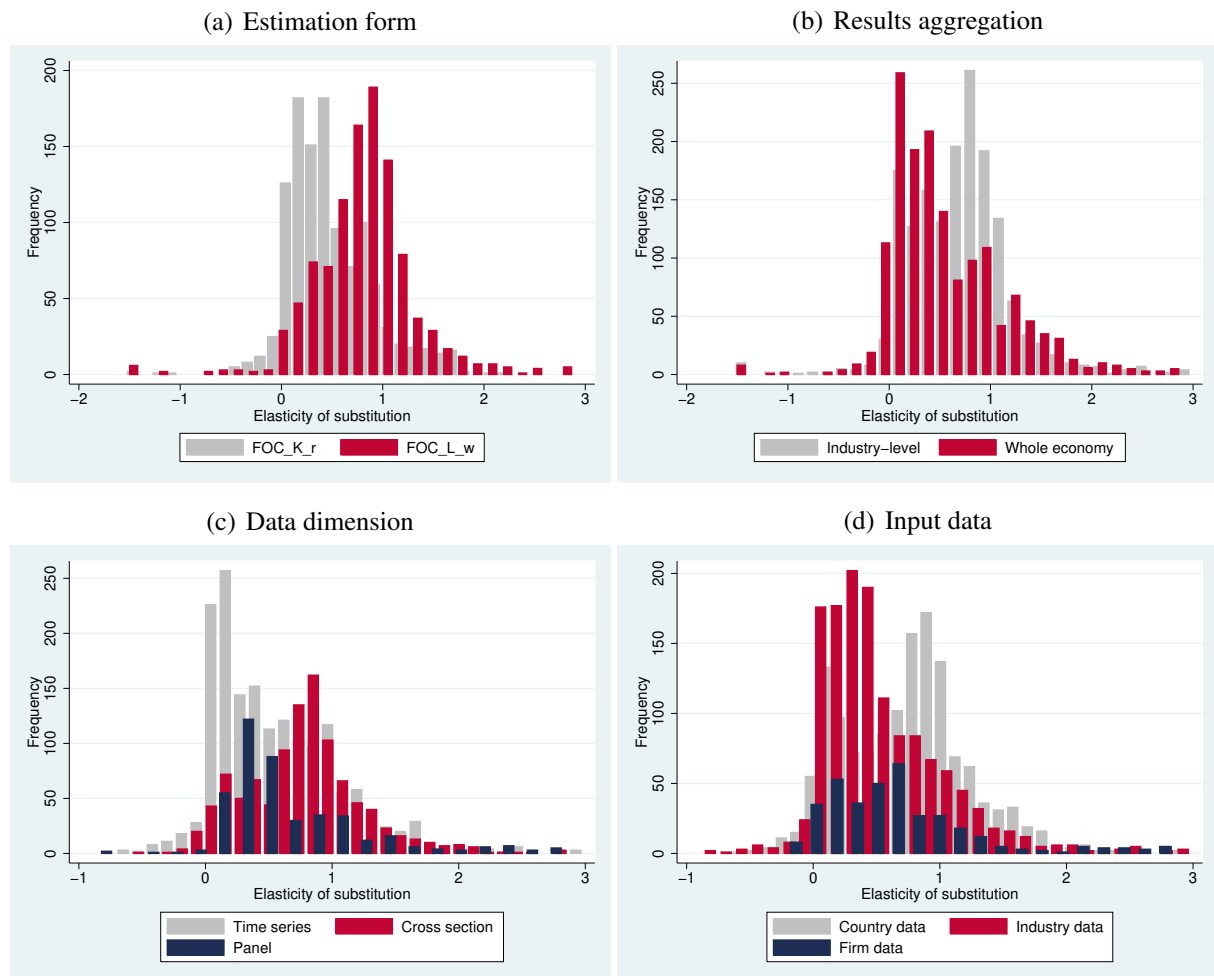 (a) Estimation form
200
150
100
50
0
Frequency
−2 −1 0 1 2 3
Elasticity of substitution
FOC_K_r FOC_L_w
(b) Results aggregation
250
200
150
100
50
0
Frequency
−2 −1 0 1 2 3
Elasticity of substitution
Industry−level Whole economy
(c) Data dimension
250
200
150
100
50
0
Frequency
−1 0 1 2 3
Elasticity of substitution
Time series Cross section
Panel
(d) Input data
200
150
100
50
0
Frequency
−1 0 1 2 3
Elasticity of substitution
Country data Industry data
Firm data